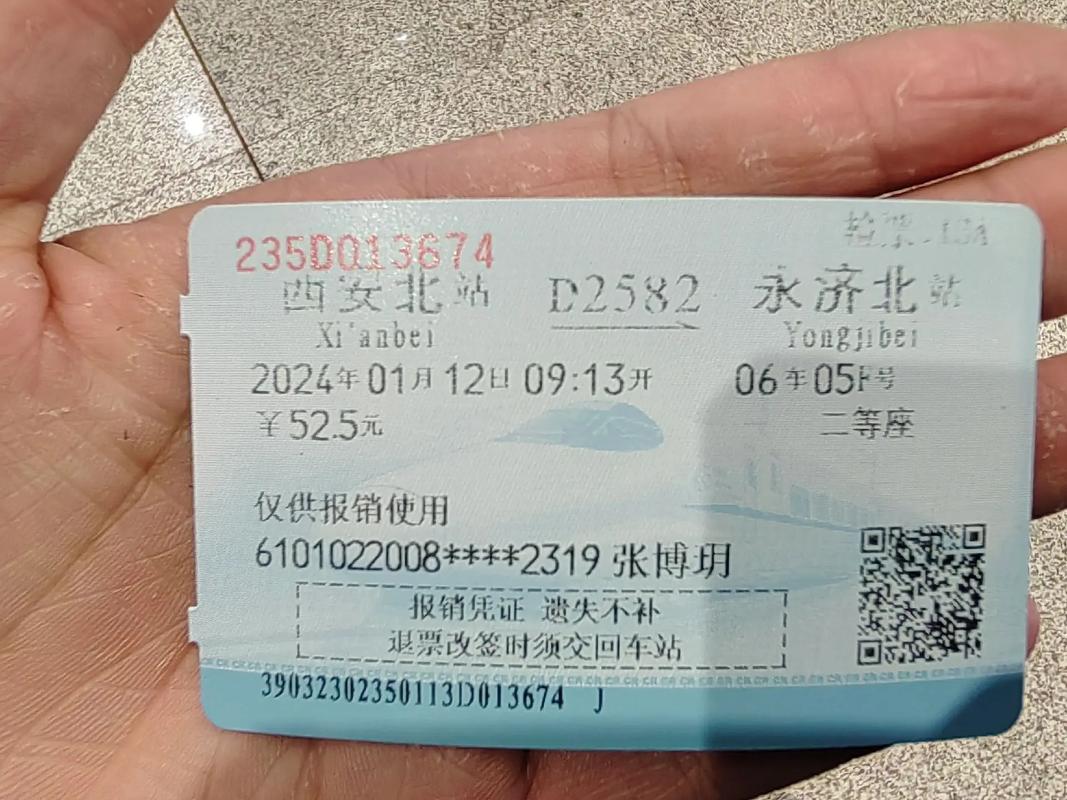 235D013674
检票
西安北站 D2582 永济北站
Xi'anbei Yongjibei
2024年01月12日09:13开 06车05F号
￥52.5元 二等座
仅供报销使用
6101022008****2319 张博玥
报销凭证 遗失不补
退票改签时须交回车站
39032302350113D013674 J